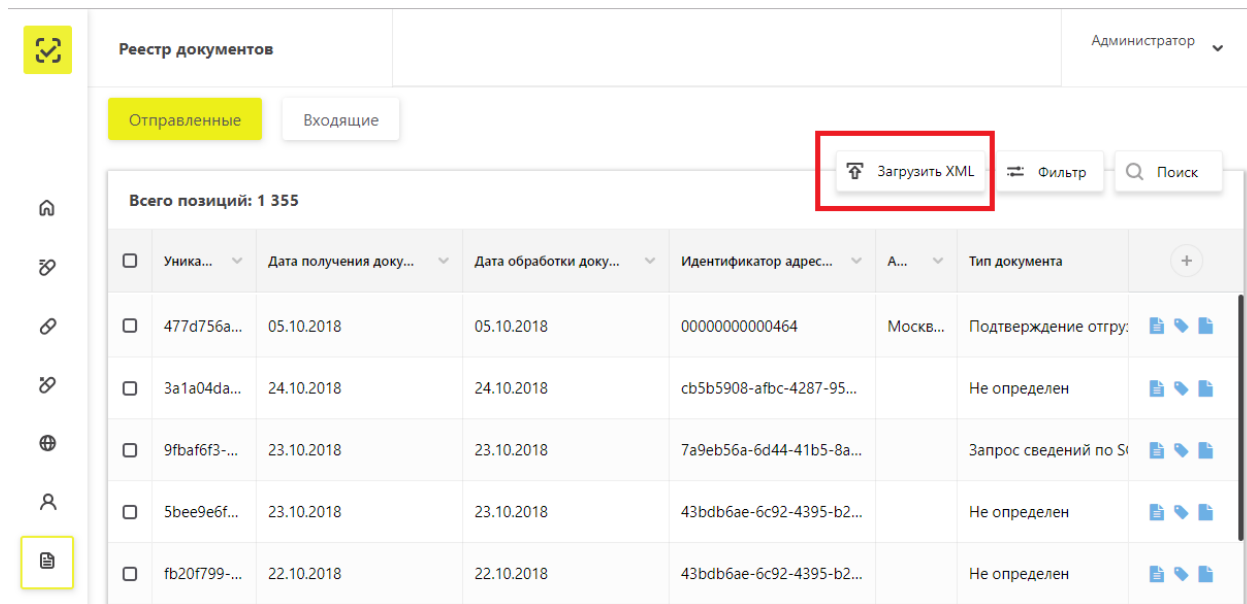 Реестр документов
Администратор
Отправленные Входящие
Загрузить XML Фильтр Поиск
Всего позиций: 1 355
Уника... Дата получения доку... Дата обработки доку... Идентификатор адрес... А... Тип документа +
477d756a... 05.10.2018 05.10.2018 00000000000464 Москв... Подтверждение отгру
3a1a04da... 24.10.2018 24.10.2018 cb5b5908-afbc-4287-95... Не определен
9fbaf6f3-... 23.10.2018 23.10.2018 7a9eb56a-6d44-41b5-8a... Запрос сведений по S
5bee9e6f... 23.10.2018 23.10.2018 43bdb6ae-6c92-4395-b2... Не определен
fb20f799-... 22.10.2018 22.10.2018 43bdb6ae-6c92-4395-b2... Не определен